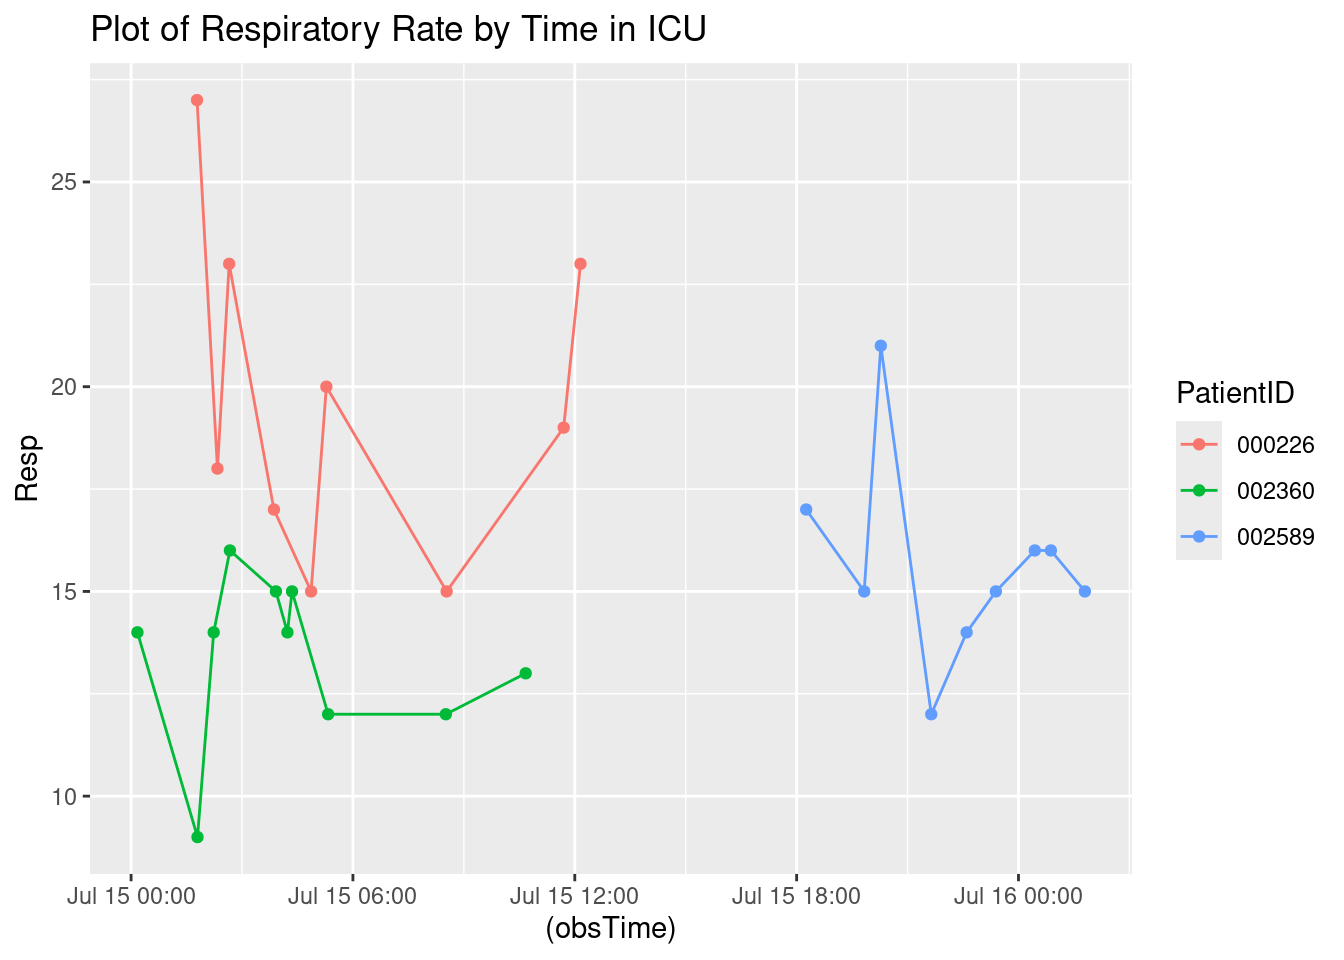 Plot of Respiratory Rate by Time in ICU
25
20
15
10
Resp
Jul 15 00:00
Jul 15 06:00
Jul 15 12:00
Jul 15 18:00
Jul 16 00:00
(obsTime)
PatientID
000226
002360
002589